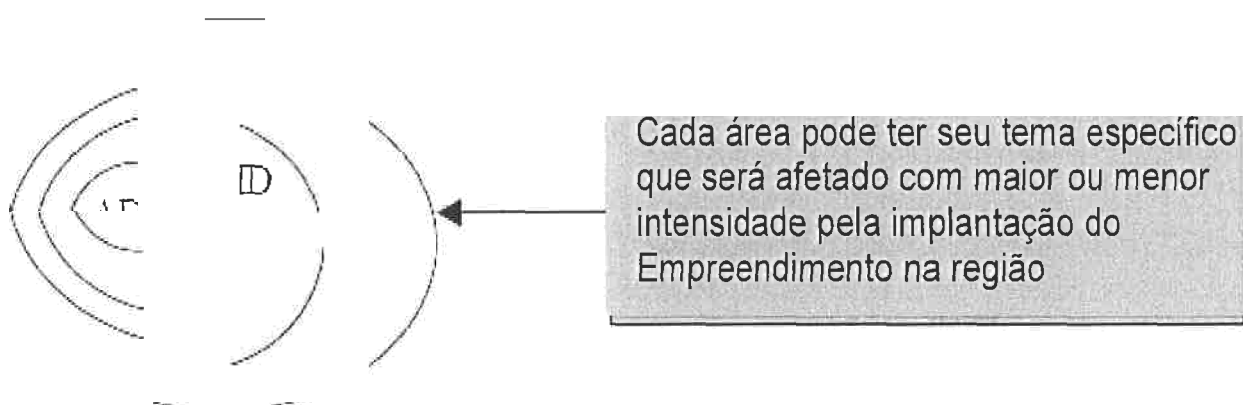 Cada área pode ter seu tema específico
que será afetado com maior ou menor
intensidade pela implantação do
Empreendimento na região